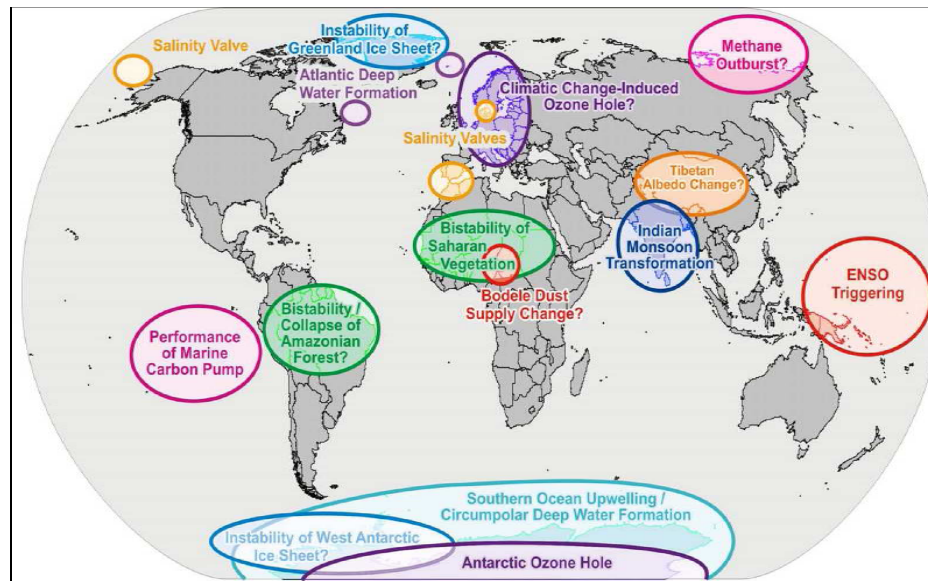 Salinity Valve
Instability of
Greenland Ice Sheet?
Atlantic Deep
Water Formation
Climatic Change-Induced
Ozone Hole?
Methane
Outburst?
Salinity Valves
Tibetan
Albedo Change?
Bistability of
Saharan
Vegetation
Indian
Monsoon
Transformation
Bodele Dust
Supply Change?
ENSO
Triggering
Performance
of Marine
Carbon Pump
Bistability /
Collapse of
Amazonian
Forest?
Southern Ocean Upwelling /
Circumpolar Deep Water Formation
Instability of West Antarctic
Ice Sheet?
Antarctic Ozone Hole